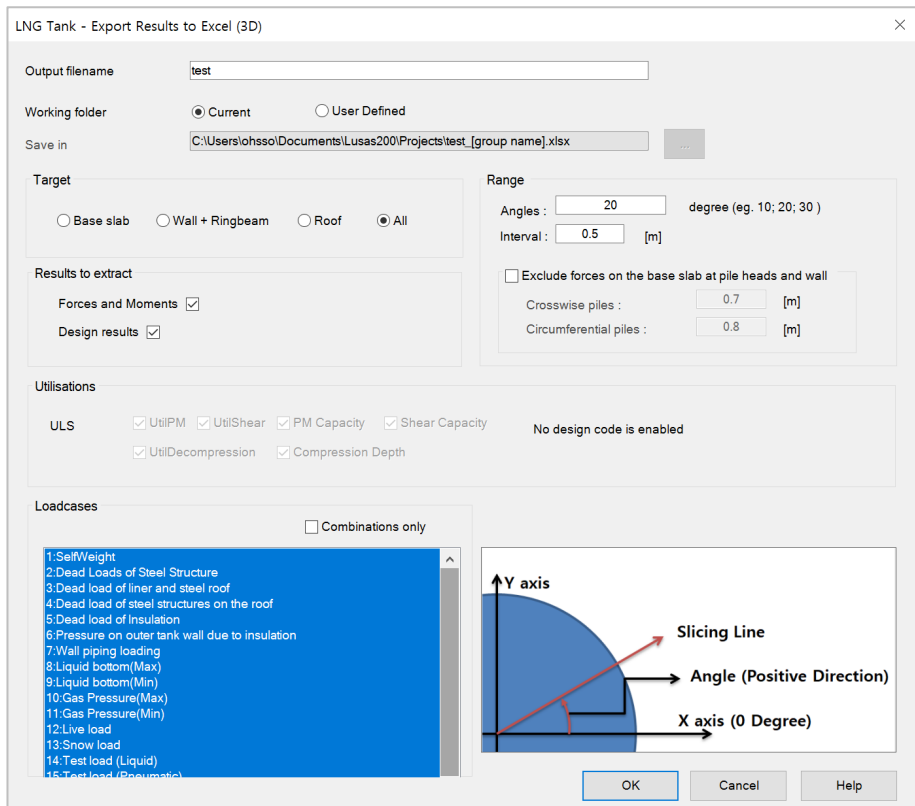 LNG Tank - Export Results to Excel (3D)
Output filename
test
Working folder
Current
User Defined
Save in
C:\Users\ohsso\Documents\Lusas200\Projects\test_[group name].xlsx
...
Target
Base slab
Wall + Ringbeam
Roof
All
Range
Angles :
20
degree (eg. 10; 20; 30 )
Interval :
0.5
[m]
Exclude forces on the base slab at pile heads and wall
Crosswise piles :
0.7
[m]
Circumferential piles :
0.8
[m]
Results to extract
Forces and Moments
Design results
Utilisations
ULS
UtilPM
UtilShear
PM Capacity
Shear Capacity
UtilDecompression
Compression Depth
No design code is enabled
Loadcases
Combinations only
1:SelfWeight
2:Dead Loads of Steel Structure
3:Dead load of liner and steel roof
4:Dead load of steel structures on the roof
5:Dead load of Insulation
6:Pressure on outer tank wall due to insulation
7:Wall piping loading
8:Liquid bottom(Max)
9:Liquid bottom(Min)
10:Gas Pressure(Max)
11:Gas Pressure(Min)
12:Live load
13:Snow load
14:Test load (Liquid)
15:Test load (Pneumatic)
Y axis
Slicing Line
Angle (Positive Direction)
X axis (0 Degree)
OK
Cancel
Help